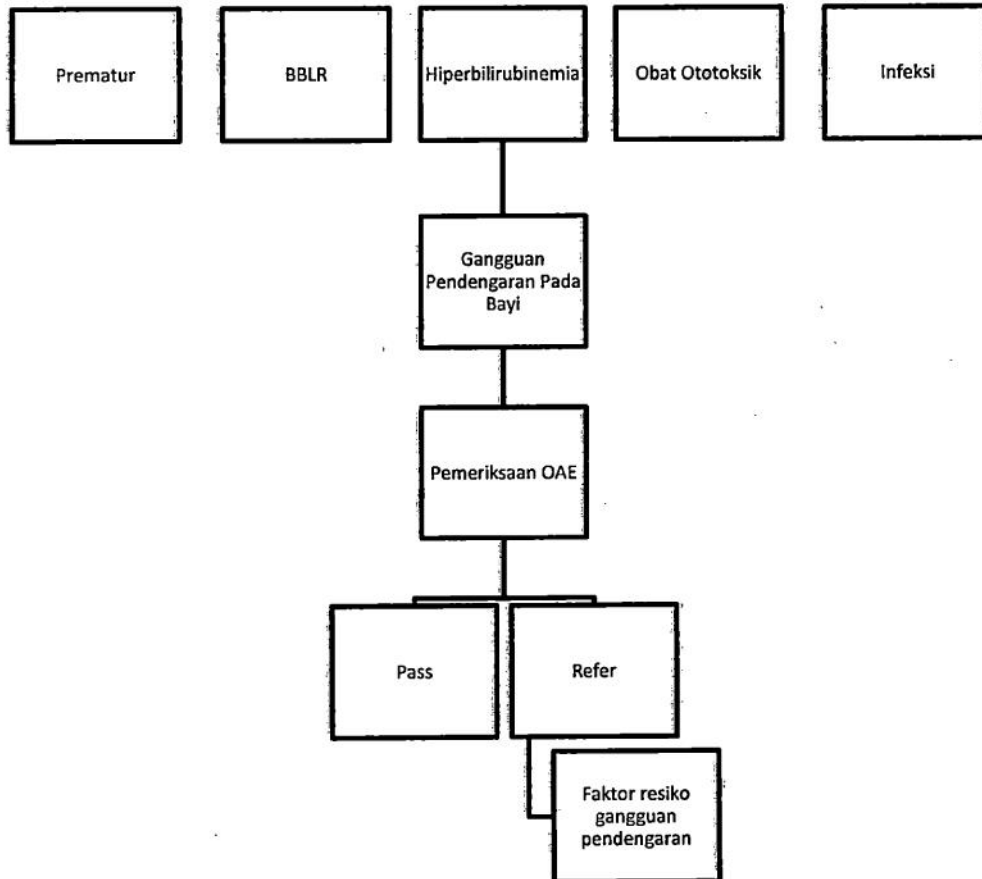 Prematur
BBLR
Hiperbilirubinemia
Obat Ototoksik
Infeksi
Gangguan
Pendengaran Pada
Bayi
Pemeriksaan OAE
Pass
Refer
Faktor resiko
gangguan
pendengaran